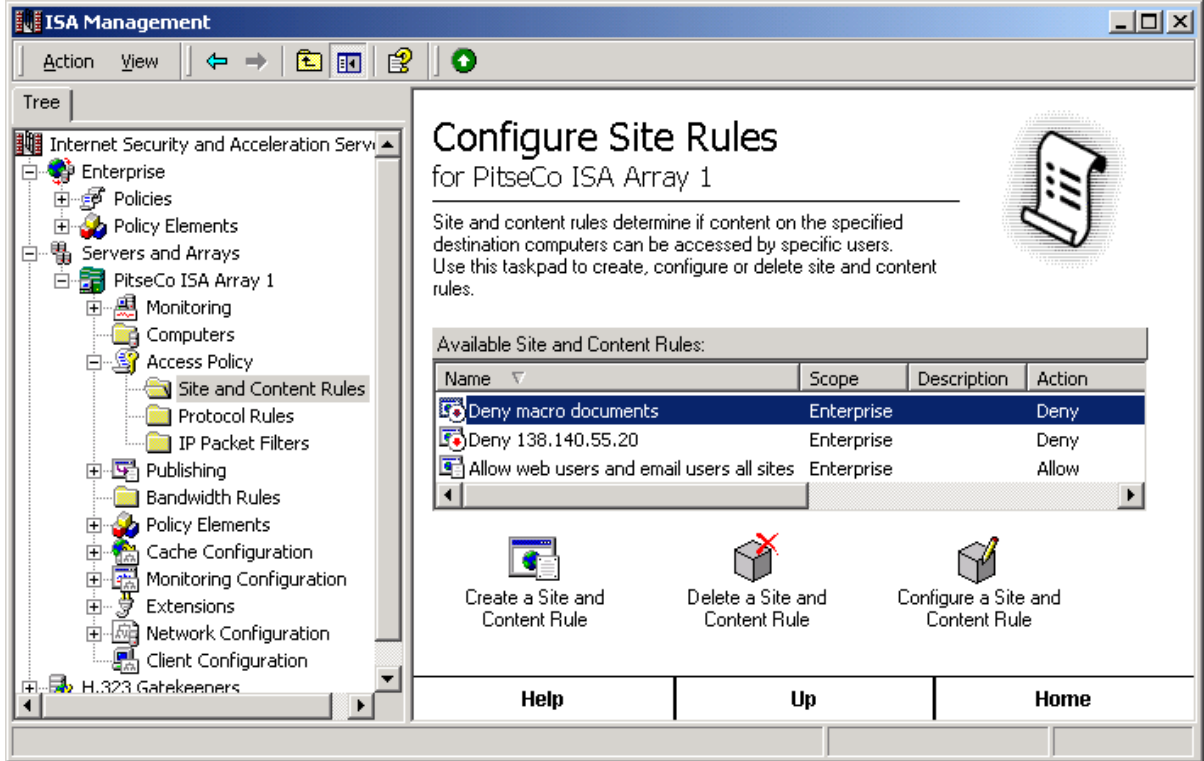 ISA Management
Action View
Tree
Internet Security and Acceleration Serv
Enterprise
Policies
Policy Elements
Servers and Arrays
PitseCo ISA Array 1
Monitoring
Computers
Access Policy
Site and Content Rules
Protocol Rules
IP Packet Filters
Publishing
Bandwidth Rules
Policy Elements
Cache Configuration
Monitoring Configuration
Extensions
Network Configuration
Client Configuration
H.323 Gatekeepers
Configure Site Rules
for PitseCo ISA Array 1
Site and content rules determine if content on the specified
destination computers can be accessed by specific users.
Use this taskpad to create, configure or delete site and content
rules.
Available Site and Content Rules:
Name Scope Description Action
Deny macro documents Enterprise Deny
Deny 138.140.55.20 Enterprise Deny
Allow web users and email users all sites Enterprise Allow
Create a Site and
Content Rule
Delete a Site and
Content Rule
Configure a Site and
Content Rule
Help Up Home